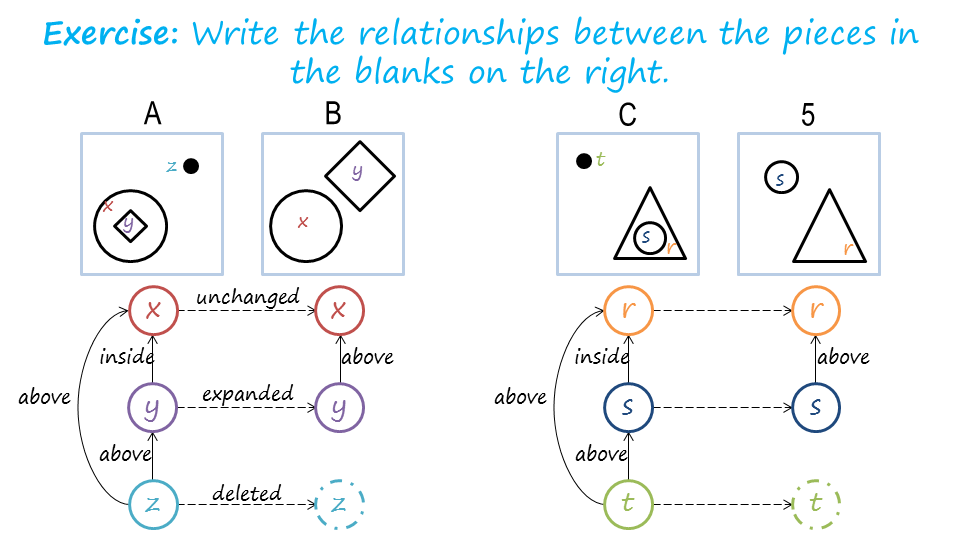 Exercise: Write the relationships between the pieces in
the blanks on the right.
A B C 5
z
x
y
y
x
t
s
r
s
r
x unchanged x
r r
inside above
inside above
above
y expanded y
above
s s
above
above
z deleted z
t t